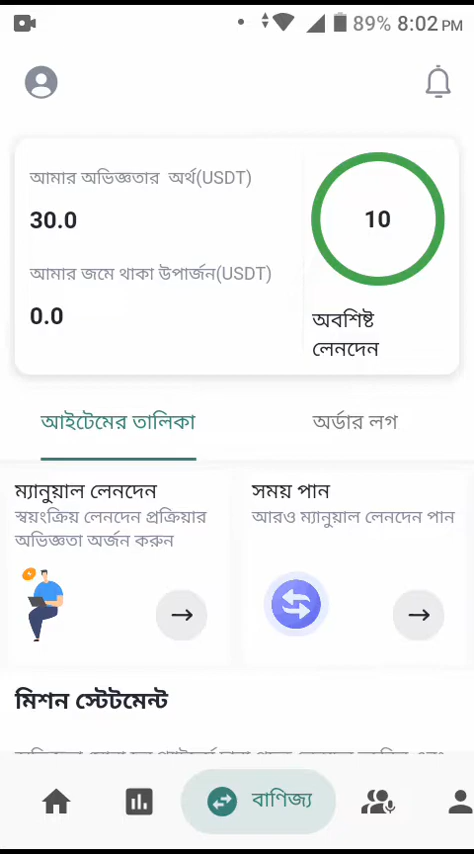 89% 8:02 PM
আমার অভিজ্ঞতার অর্থ(USDT)
30.0
10
আমার জমে থাকা উপার্জন(USDT)
0.0
অবশিষ্ট
লেনদেন
আইটেমের তালিকা
অর্ডার লগ
ম্যানুয়াল লেনদেন
স্বয়ংক্রিয় লেনদেন প্রক্রিয়ার
অভিজ্ঞতা অর্জন করুন
সময় পান
আরও ম্যানুয়াল লেনদেন পান
মিশন স্টেটমেন্ট
বাণিজ্য